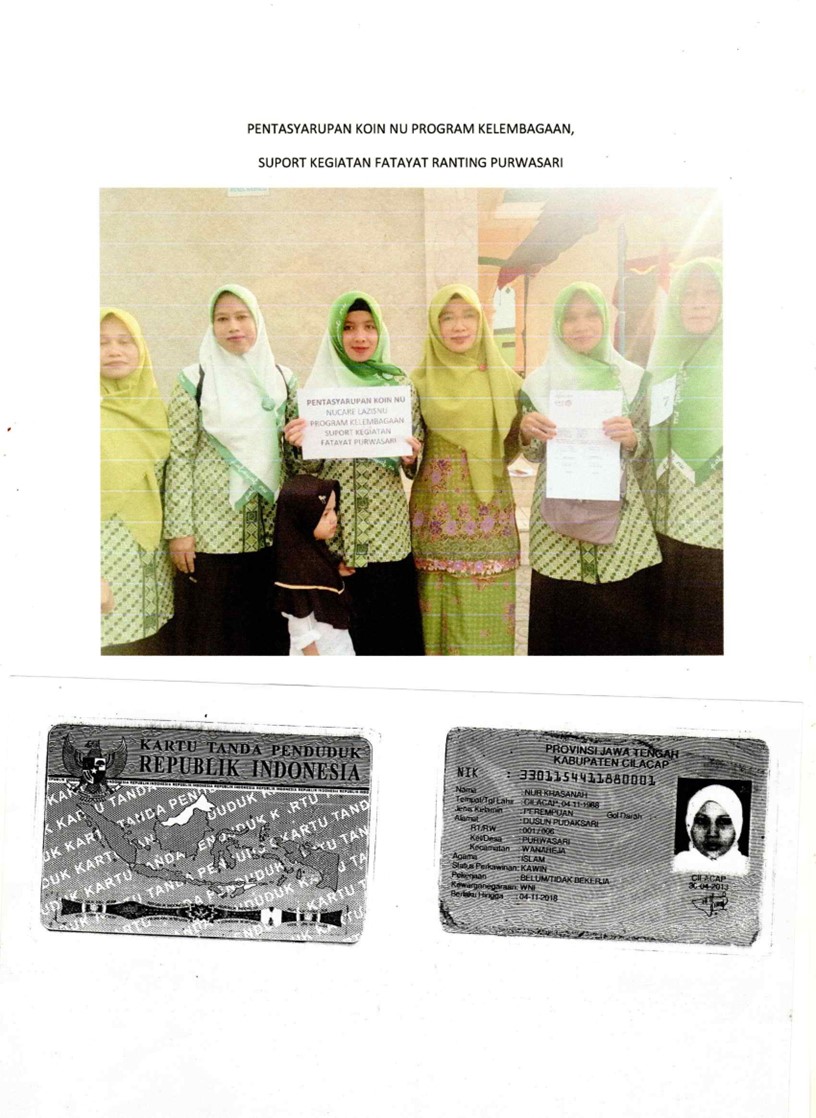 PENTASYARUPAN KOIN NU PROGRAM KELEMBAGAAN,
SUPORT KEGIATAN FATAYAT RANTING PURWASARI
PENTASYARUPAN KOIN NU
NUCARE LAZISNU
PROGRAM KELEMBAGAAN
SUPORT KEGIATAN
FATAYAT PURWASARI
7
KARTU TANDA PENDUDUK
REPUBLIK INDONESIA
PROVINSI JAWA TENGAH
KABUPATEN CILACAP
NIK : 3301154411880001
Nama : NUR KHASANAH
Tempat/Tgl Lahir : CILACAP, 04-11-1988
Jenis Kelamin : PEREMPUAN Gol Darah :
Alamat : DUSUN PUDAKSARI
RT/RW : 001/006
Kel/Desa : PURWASARI
Kecamatan : WANAREJA
Agama : ISLAM
Status Perkawinan: KAWIN
Pekerjaan : BELUM/TIDAK BEKERJA
Kewarganegaraan: WNI
Berlaku Hingga : 04-11-2018
CILACAP
30-04-2013